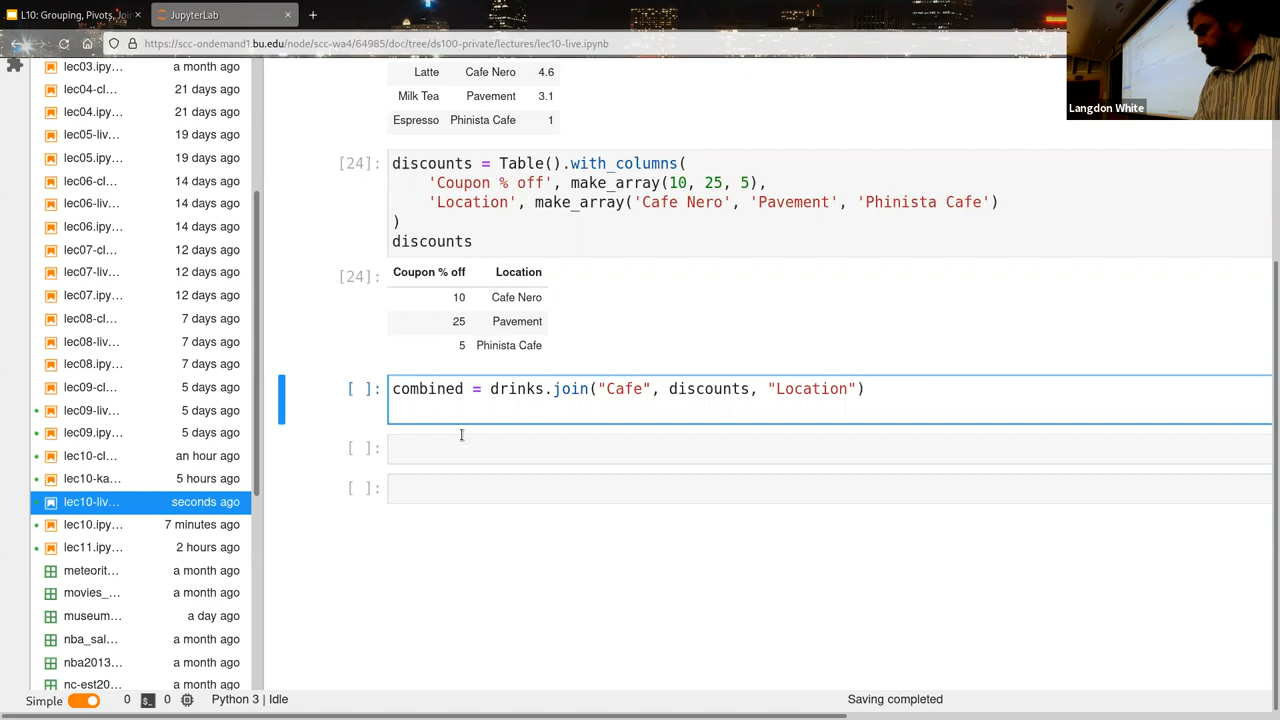 L10: Grouping, Pivots, Joi
JupyterLab
https://scc-ondemand1.bu.edu/node/scc-wa4/64985/doc/tree/ds100-private/lectures/lec10-live.ipynb
Langdon White
lec03.ipy… a month ago
lec04-cl… 21 days ago
lec04.ipy… 21 days ago
lec05-liv… 19 days ago
lec05.ipy… 19 days ago
lec06-cl… 14 days ago
lec06-liv… 14 days ago
lec06.ipy… 14 days ago
lec07-cl… 12 days ago
lec07-liv… 12 days ago
lec07.ipy… 12 days ago
lec08-cl… 7 days ago
lec08-liv… 7 days ago
lec08.ipy… 7 days ago
lec09-cl… 5 days ago
lec09-liv… 5 days ago
lec09.ipy… 5 days ago
lec10-cl… an hour ago
lec10-ka… 5 hours ago
lec10-liv… seconds ago
lec10.ipy… 7 minutes ago
lec11.ipy… 2 hours ago
meteorit… a month ago
movies_… a month ago
museum… a day ago
nba_sal… a month ago
nba2013… a month ago
nc-est20… a month ago
Latte Cafe Nero 4.6
Milk Tea Pavement 3.1
Espresso Phinista Cafe 1
[24]: discounts = Table().with_columns(
'Coupon % off', make_array(10, 25, 5),
'Location', make_array('Cafe Nero', 'Pavement', 'Phinista Cafe')
)
discounts
[24]: Coupon % off Location
10 Cafe Nero
25 Pavement
5 Phinista Cafe
[ ]: combined = drinks.join("Cafe", discounts, "Location")
[ ]:
[ ]:
Simple 0 $_ 0 Python 3 | Idle Saving completed